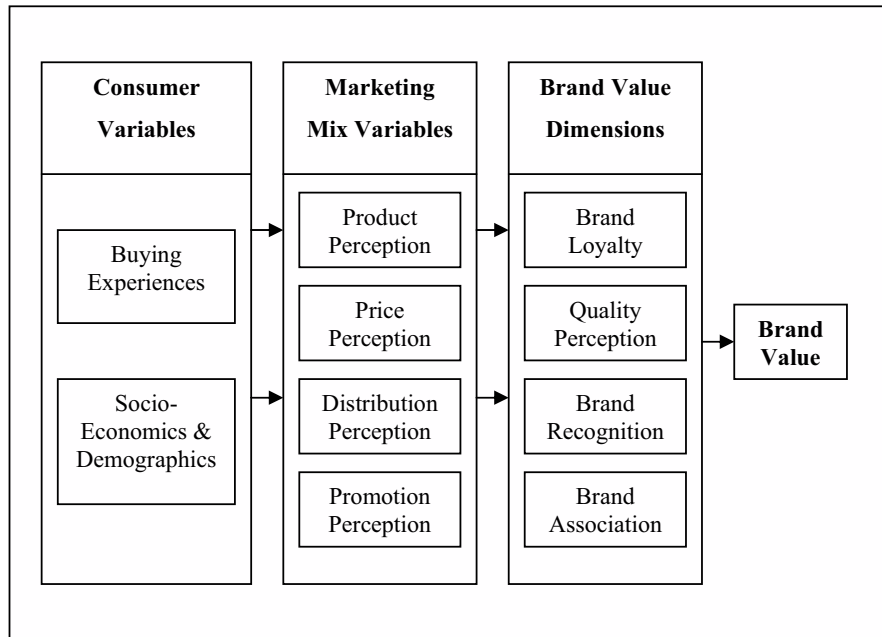 Consumer
Variables
Buying
Experiences
Socio-
Economics &
Demographics
Marketing
Mix Variables
Product
Perception
Price
Perception
Distribution
Perception
Promotion
Perception
Brand Value
Dimensions
Brand
Loyalty
Quality
Perception
Brand
Recognition
Brand
Association
Brand
Value